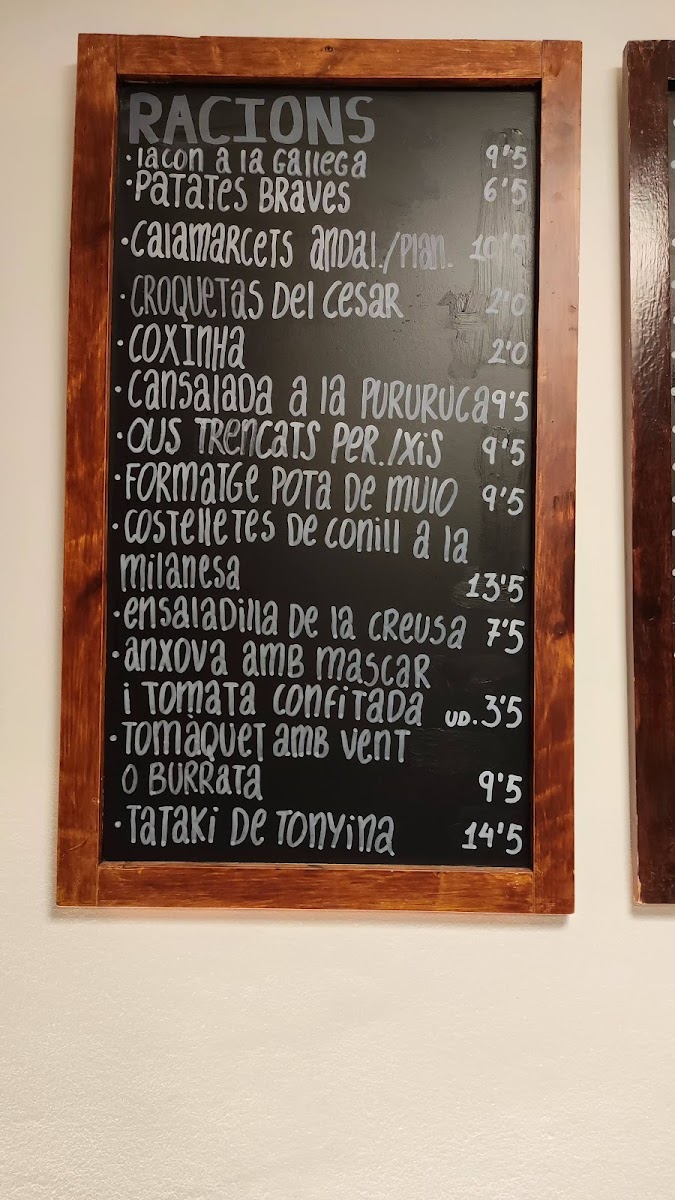 RACIONS
·lacon a la Gallega 9'5
·Patates Braves 6'5
·Calamarcets andal./Plan. 10'5
·Croquetas del Cesar 2'0
·Coxinha 2'0
·Cansalada a la Pururuca 9'5
·Ous Trencats Per./Xis 9'5
·Formatge Pota de Mulo 9'5
·Costelletes de Conill a la
milanesa 13'5
·ensaladilla de la Creusa 7'5
·anxova amb mascar
i Tomata Confitada UD. 3'5
·Tomàquet amb Vent
o Burrata 9'5
·Tataki de Tonyina 14'5